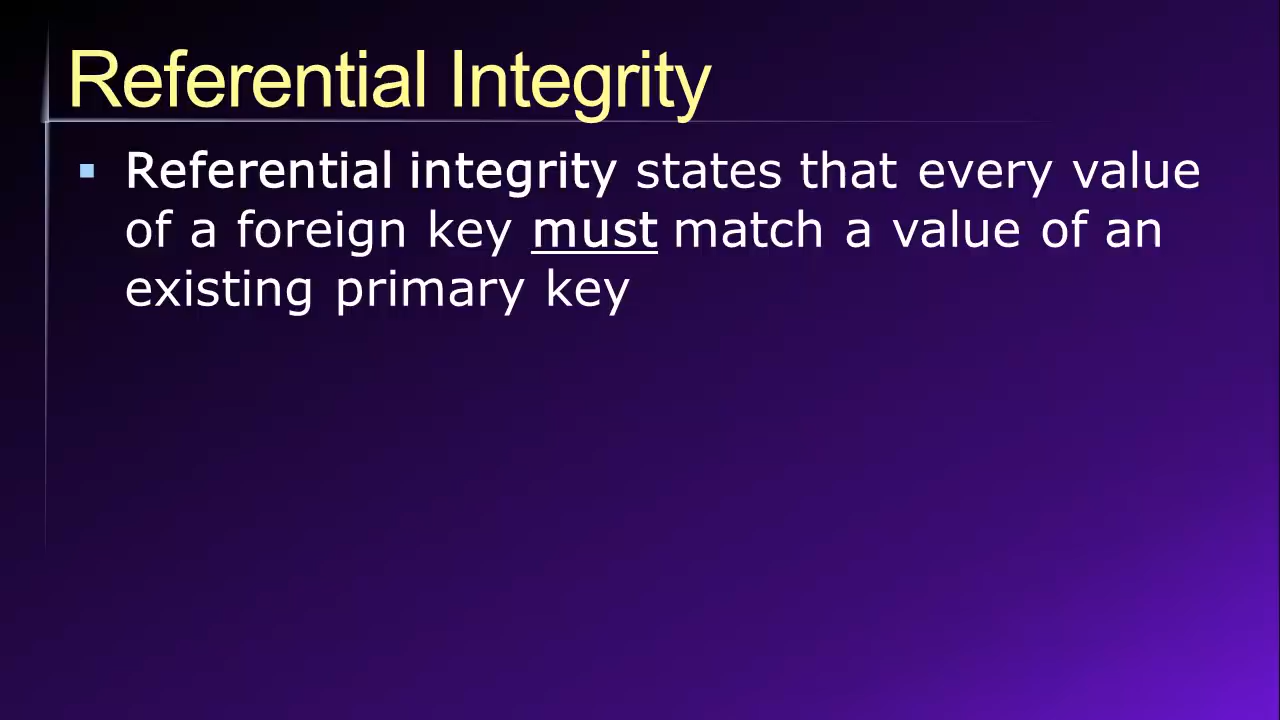 Referential Integrity
Referential integrity states that every value
of a foreign key must match a value of an
existing primary key